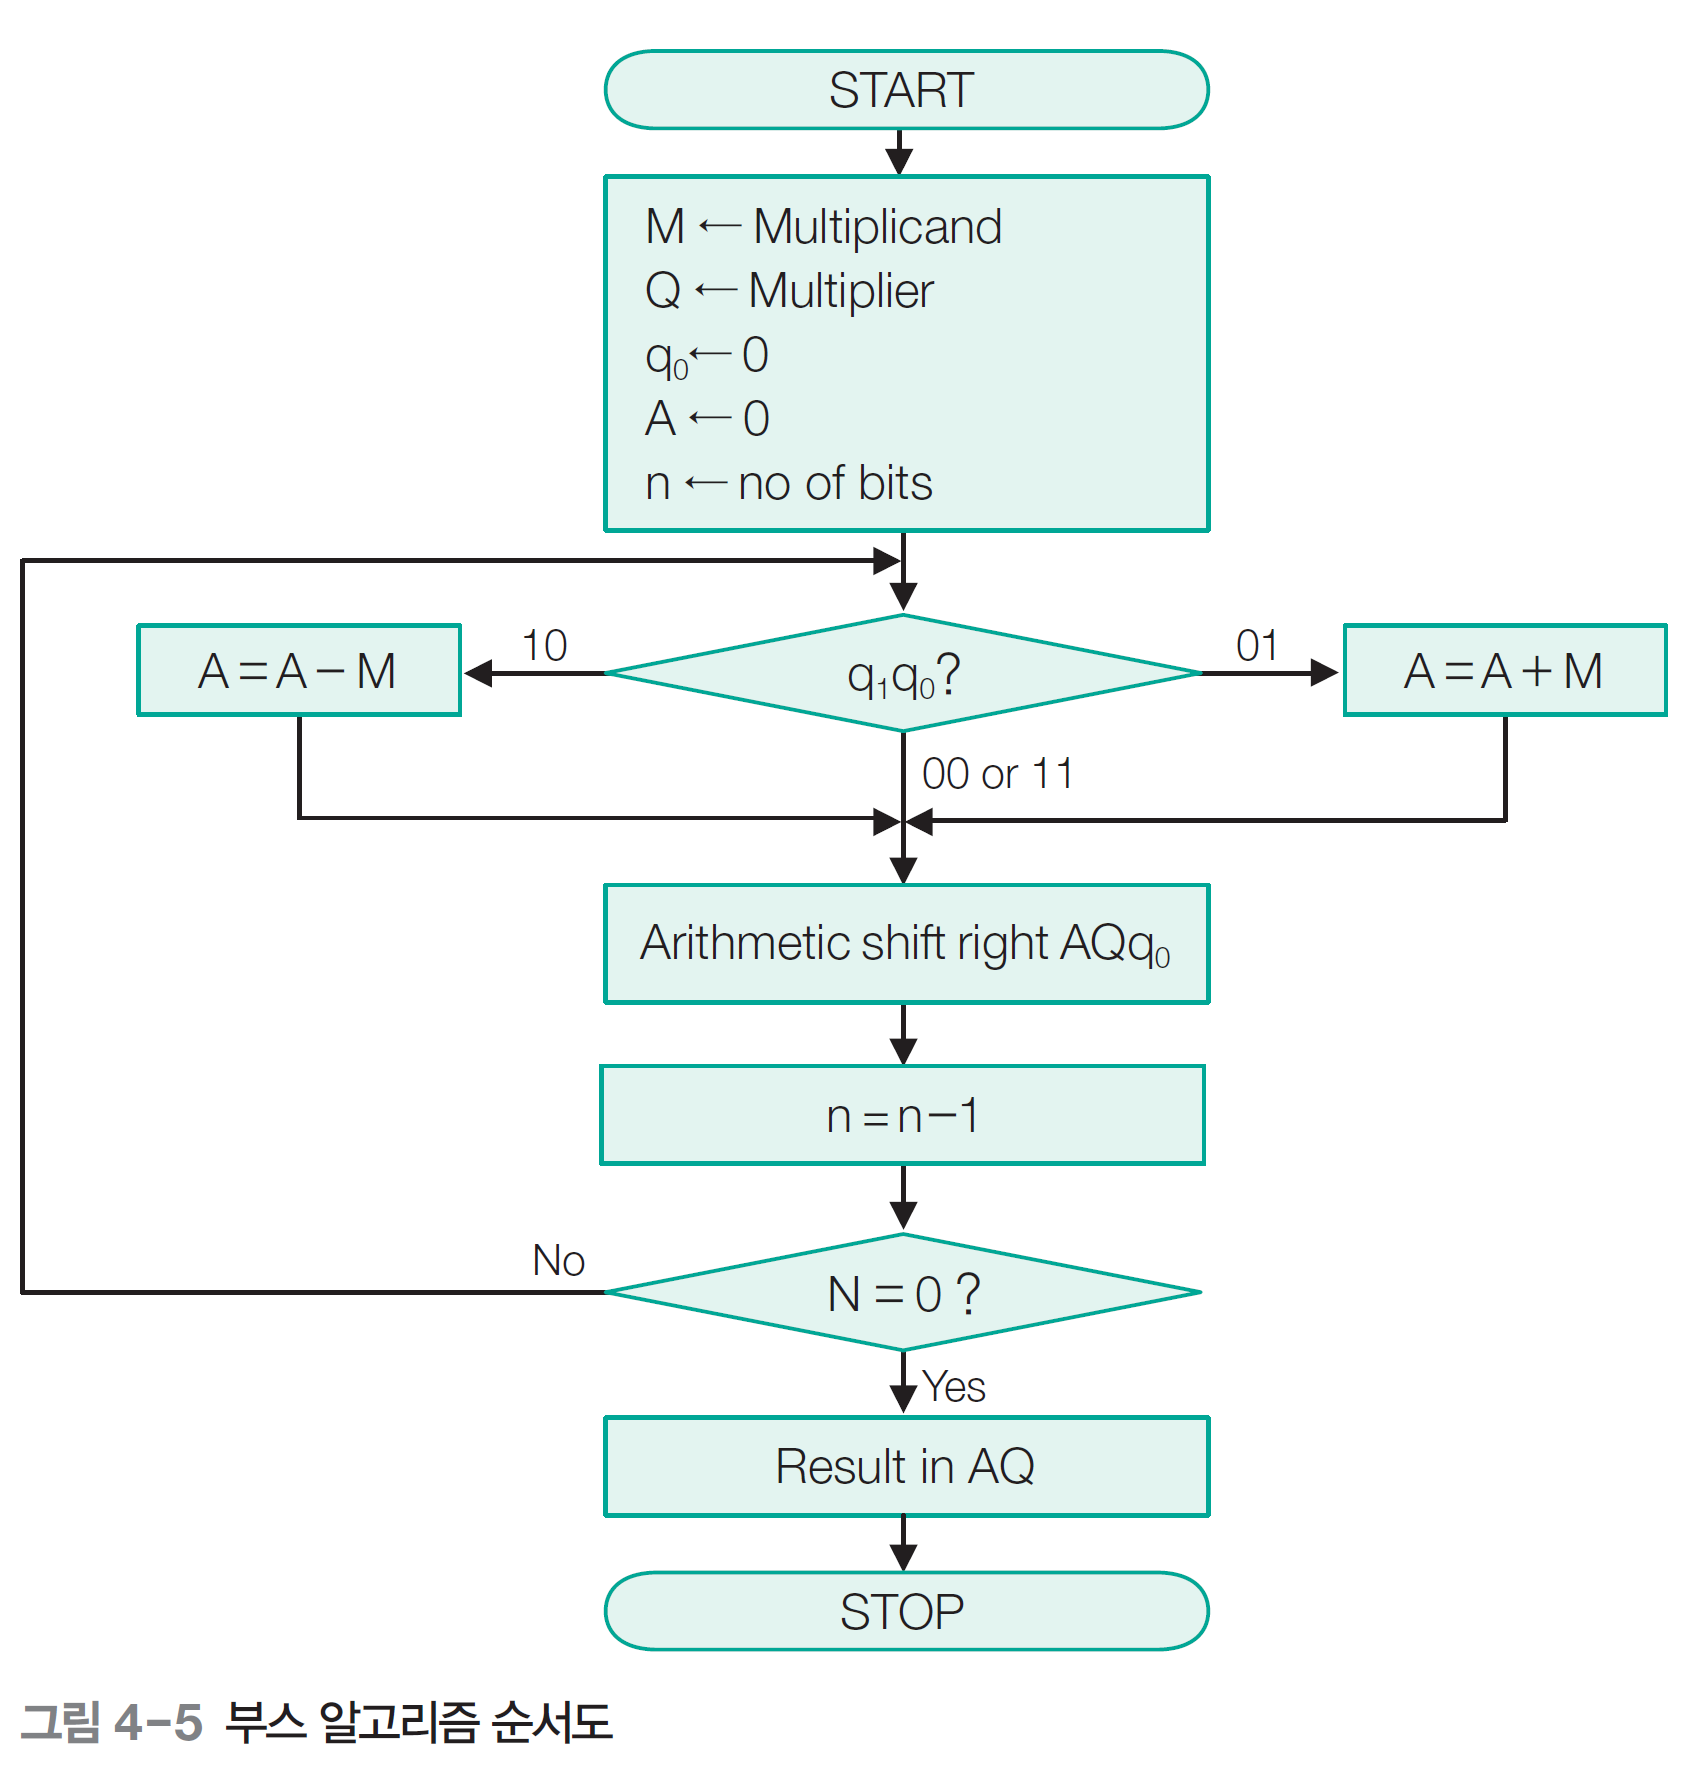 START
M ← Multiplicand
Q ← Multiplier
q₀ ← 0
A ← 0
n ← no of bits
10
q₁q₀?
01
A = A − M
A = A + M
00 or 11
Arithmetic shift right AQq₀
n = n−1
No
N = 0 ?
Yes
Result in AQ
STOP
그림 4-5 부스 알고리즘 순서도